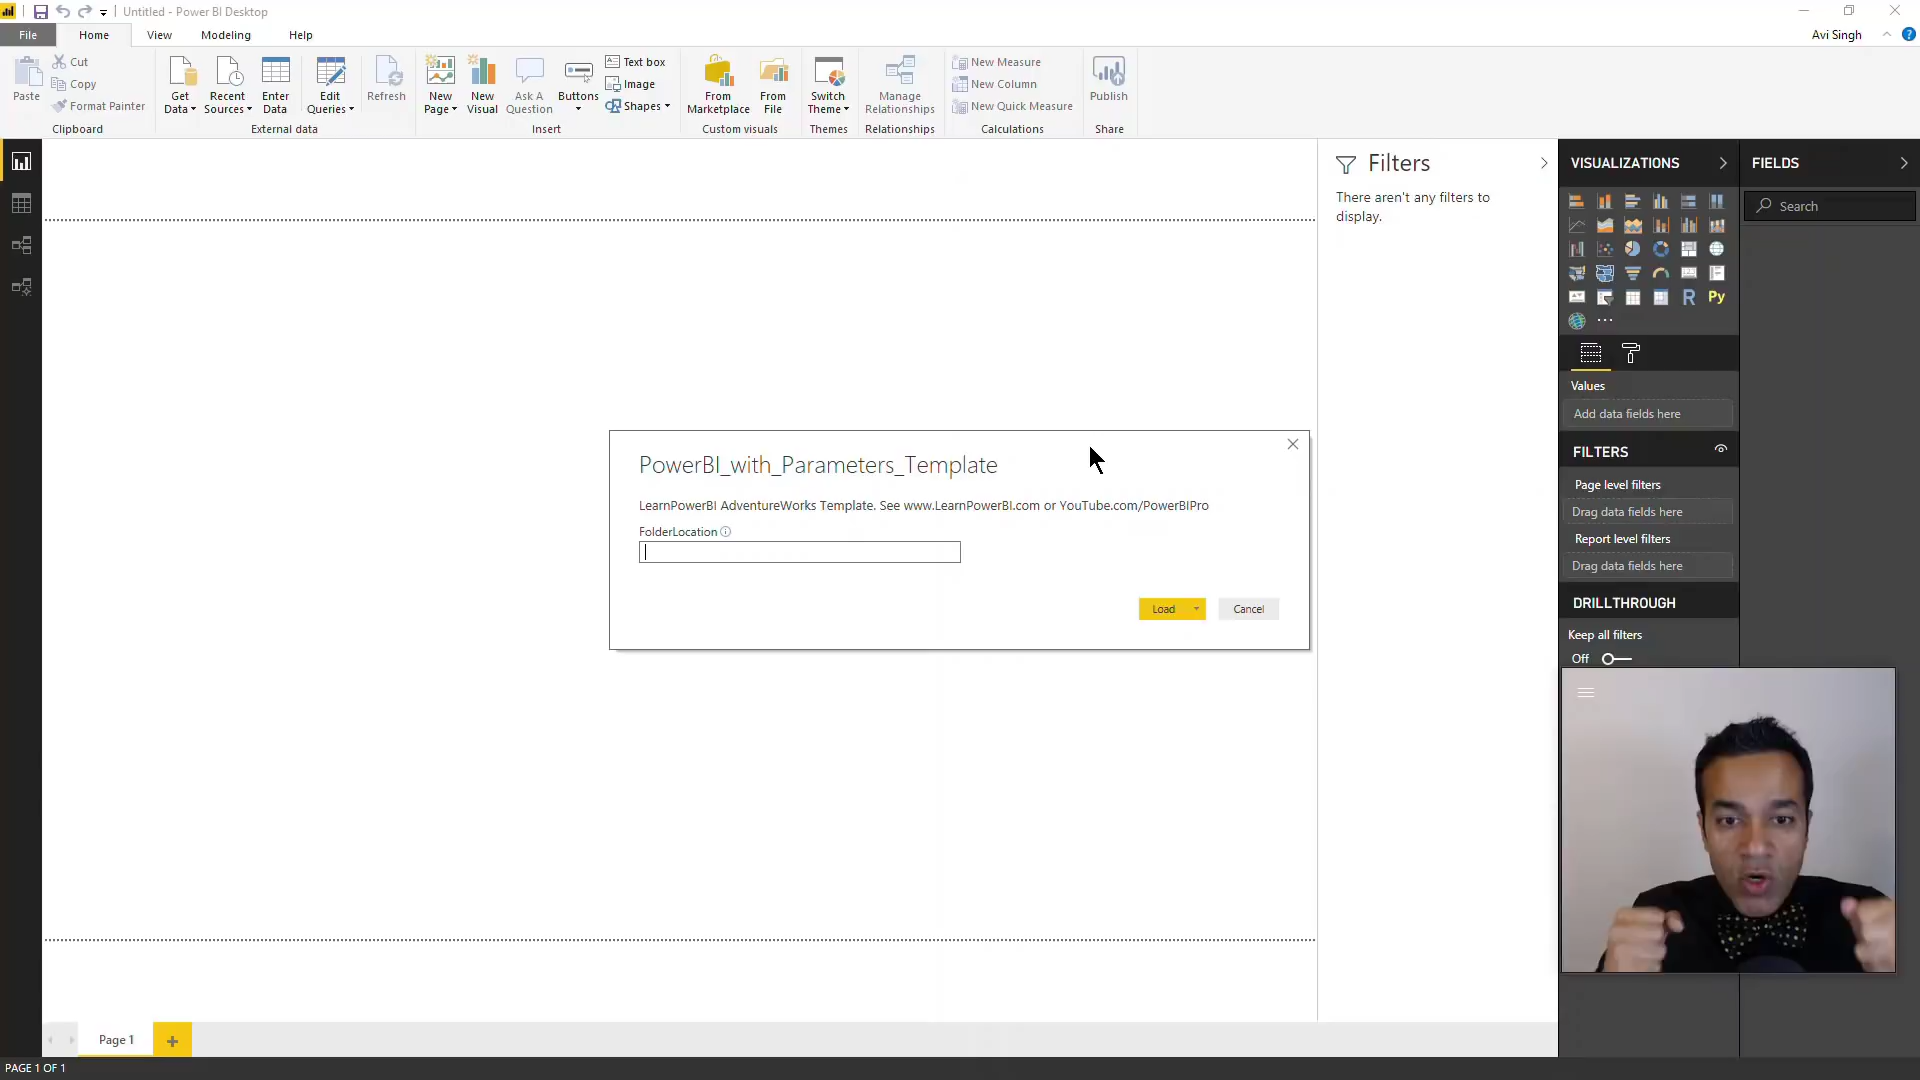 Untitled - Power BI Desktop
File Home View Modeling Help Avi Singh ?
Paste
Cut
Copy
Format Painter
Clipboard
Get Data
Recent Sources
Enter Data
Edit Queries
Refresh
External data
New Page
New Visual
Ask A Question
Buttons
Text box
Image
Shapes
Insert
From Marketplace
From File
Custom visuals
Switch Theme
Themes
Manage Relationships
Relationships
New Measure
New Column
New Quick Measure
Calculations
Publish
Share
Filters
There aren't any filters to
display.
VISUALIZATIONS
R Py
Values
Add data fields here
FILTERS
Page level filters
Drag data fields here
Report level filters
Drag data fields here
DRILLTHROUGH
Keep all filters
Off
FIELDS
Search
PowerBI_with_Parameters_Template
LearnPowerBI AdventureWorks Template. See www.LearnPowerBI.com or YouTube.com/PowerBIPro
FolderLocation
Load Cancel
Page 1 +
PAGE 1 OF 1